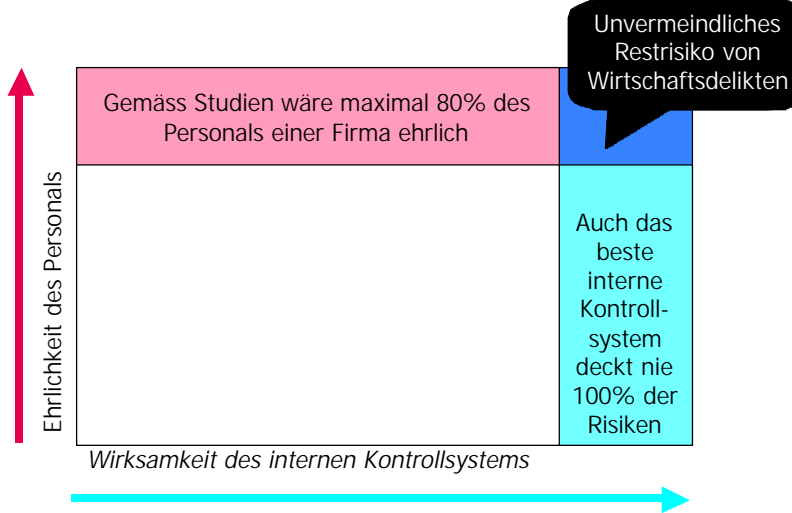 Unvermeindliches
Restrisiko von
Wirtschaftsdelikten
Gemäss Studien wäre maximal 80% des
Personals einer Firma ehrlich
Ehrlichkeit des Personals
Auch das
beste
interne
Kontroll-
system
deckt nie
100% der
Risiken
Wirksamkeit des internen Kontrollsystems